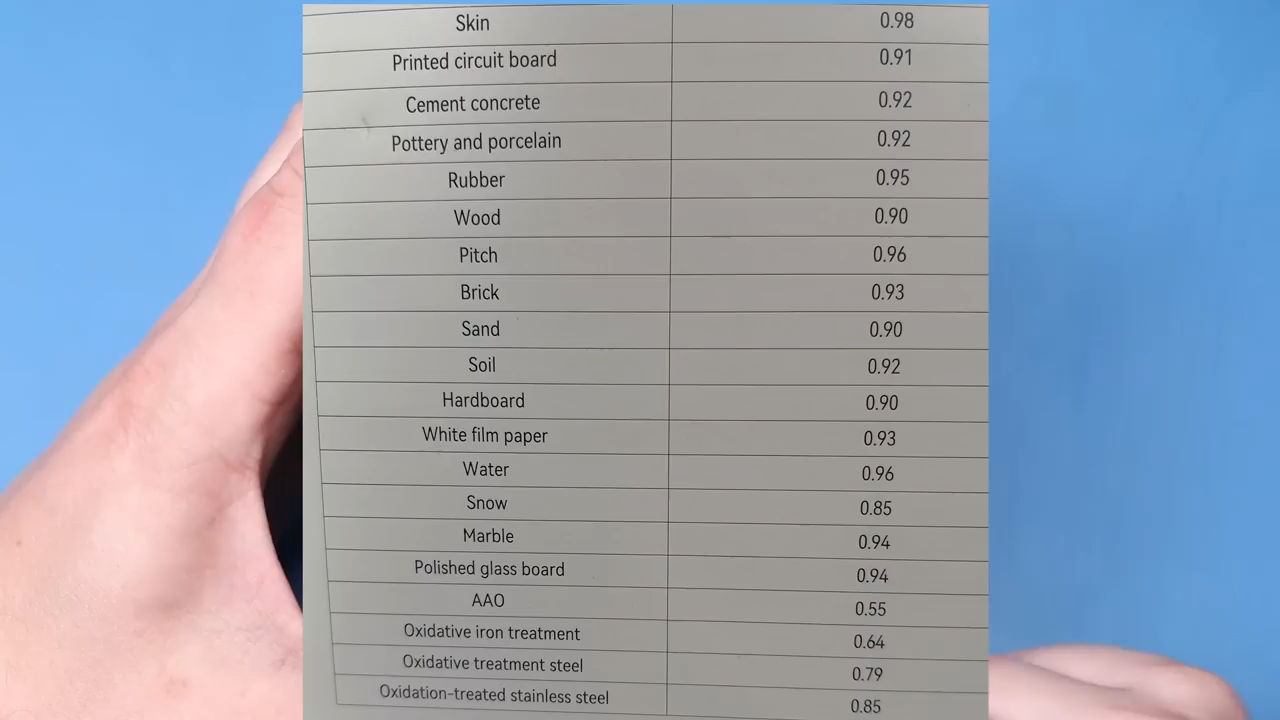 Skin 0.98
Printed circuit board 0.91
Cement concrete 0.92
Pottery and porcelain 0.92
Rubber 0.95
Wood 0.90
Pitch 0.96
Brick 0.93
Sand 0.90
Soil 0.92
Hardboard 0.90
White film paper 0.93
Water 0.96
Snow 0.85
Marble 0.94
Polished glass board 0.94
AAO 0.55
Oxidative iron treatment 0.64
Oxidative treatment steel 0.79
Oxidation-treated stainless steel 0.85